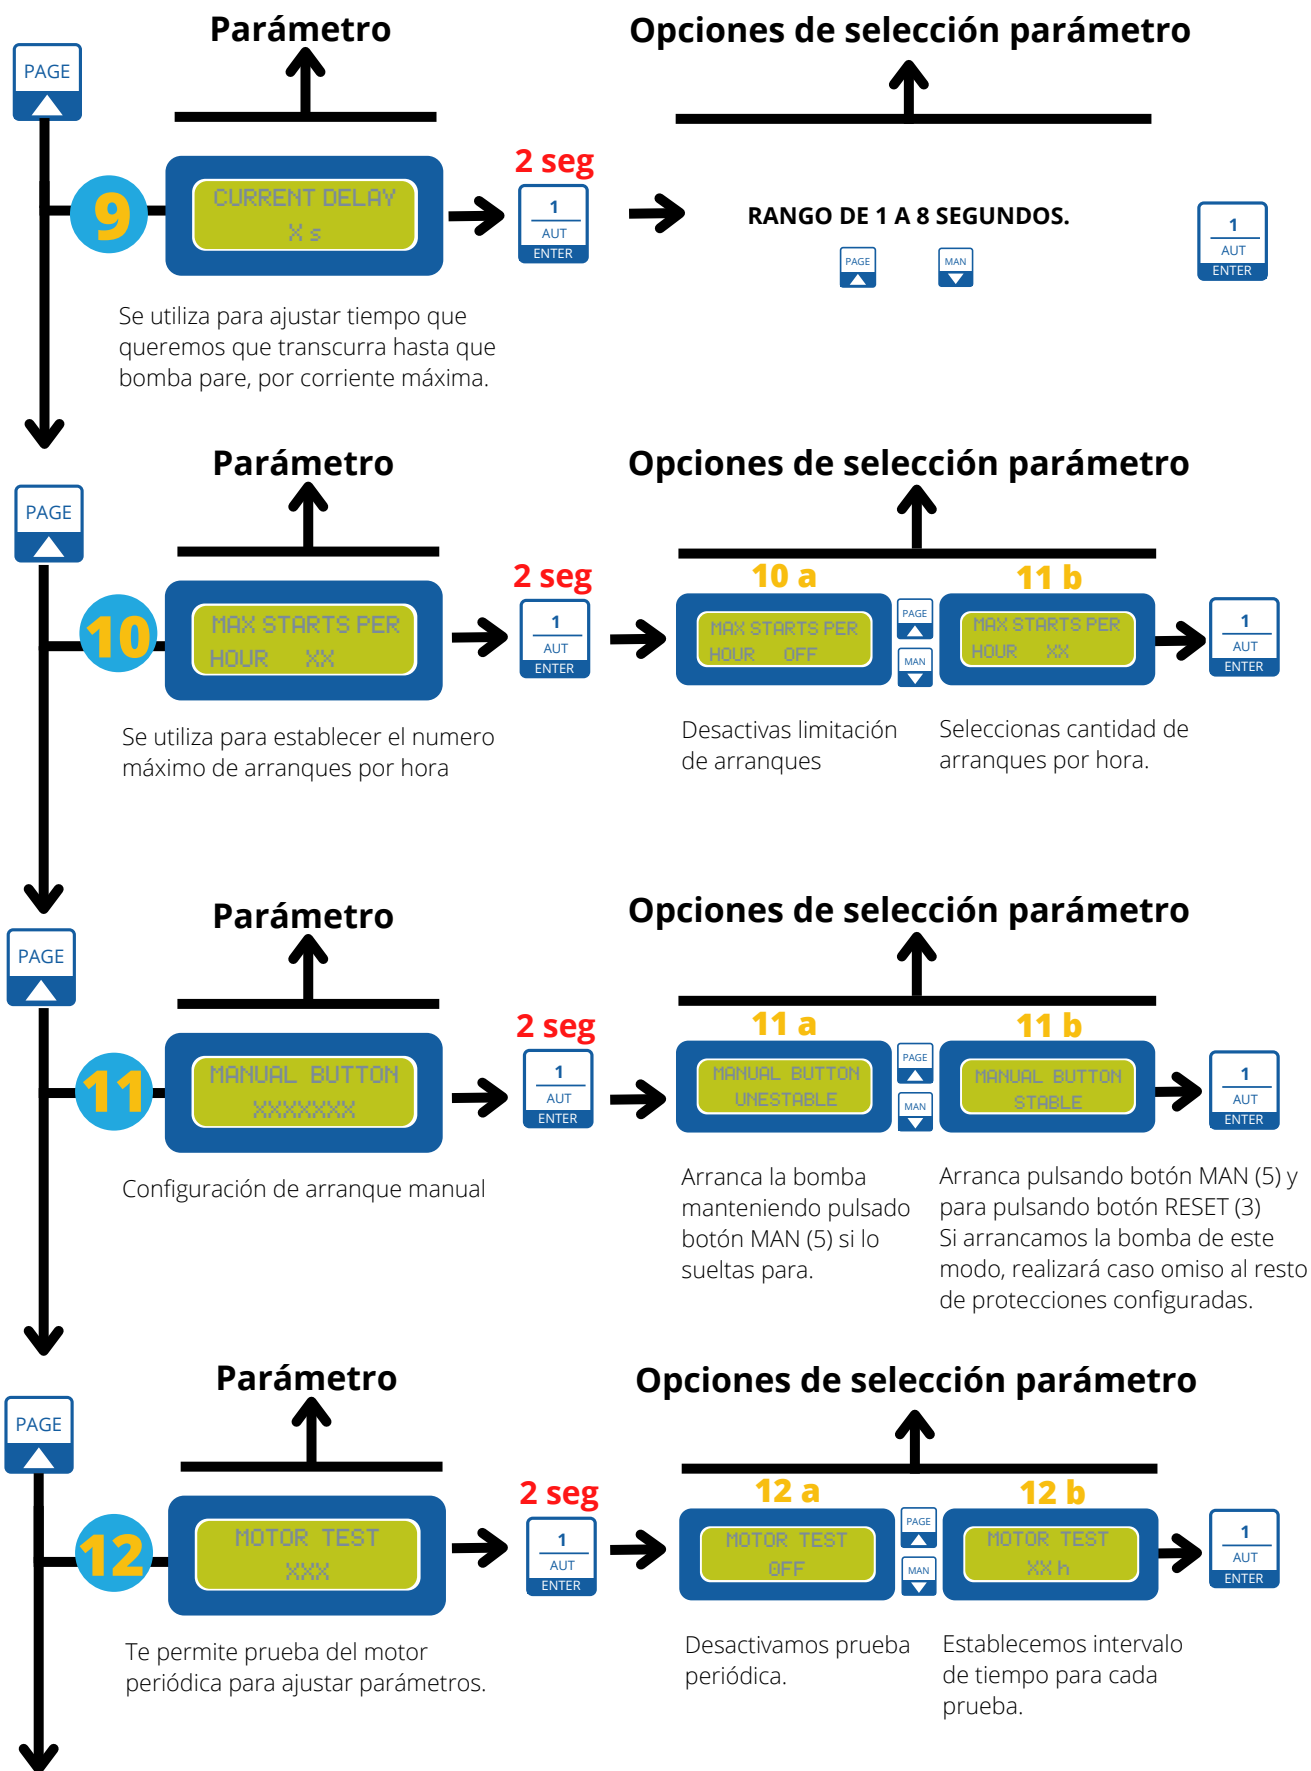 Parámetro
Opciones de selección parámetro
PAGE
9
CURRENT DELAY
X s
2 seg
1
AUT
ENTER
RANGO DE 1 A 8 SEGUNDOS.
PAGE
MAN
1
AUT
ENTER
Se utiliza para ajustar tiempo que
queremos que transcurra hasta que
bomba pare, por corriente máxima.
Parámetro
Opciones de selección parámetro
PAGE
10
MAX STARTS PER
HOUR XX
2 seg
1
AUT
ENTER
10 a
MAX STARTS PER
HOUR OFF
PAGE
MAN
11 b
MAX STARTS PER
HOUR XX
1
AUT
ENTER
Se utiliza para establecer el numero
máximo de arranques por hora
Desactivas limitación
de arranques
Seleccionas cantidad de
arranques por hora.
Parámetro
Opciones de selección parámetro
PAGE
11
MANUAL BUTTON
XXXXXXX
2 seg
1
AUT
ENTER
11 a
MANUAL BUTTON
UNESTABLE
PAGE
MAN
11 b
MANUAL BUTTON
STABLE
1
AUT
ENTER
Configuración de arranque manual
Arranca la bomba
manteniendo pulsado
botón MAN (5) si lo
sueltas para.
Arranca pulsando botón MAN (5) y
para pulsando botón RESET (3)
Si arrancamos la bomba de este
modo, realizará caso omiso al resto
de protecciones configuradas.
Parámetro
Opciones de selección parámetro
PAGE
12
MOTOR TEST
XXX
2 seg
1
AUT
ENTER
12 a
MOTOR TEST
OFF
PAGE
MAN
12 b
MOTOR TEST
XX h
1
AUT
ENTER
Te permite prueba del motor
periódica para ajustar parámetros.
Desactivamos prueba
periódica.
Establecemos intervalo
de tiempo para cada
prueba.